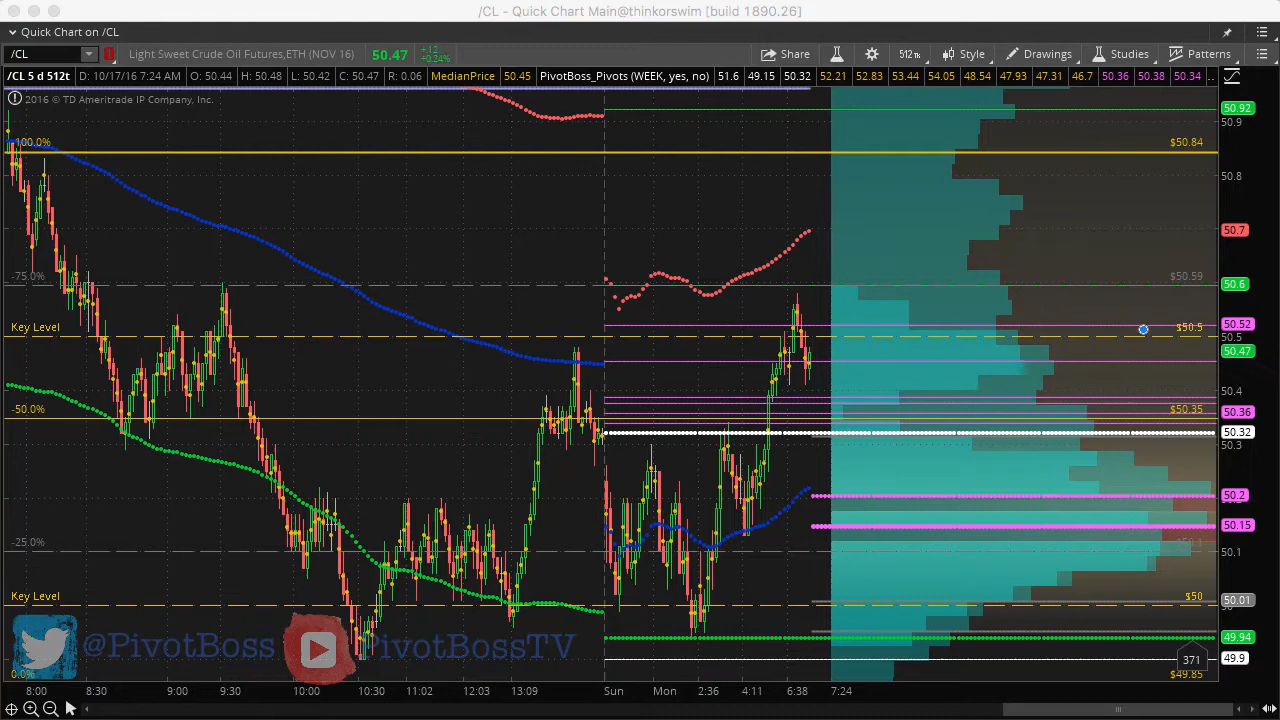 /CL - Quick Chart Main@thinkorswim [build 1890.26]
Quick Chart on /CL
/CL Light Sweet Crude Oil Futures,ETH (NOV 16) 50.47 +12 +0.24% Share 512tk Style Drawings Studies Patterns
/CL 5 d 512t D: 10/17/16 7:24 AM O: 50.44 H: 50.48 L: 50.42 C: 50.47 R: 0.06 MedianPrice 50.45 PivotBoss_Pivots (WEEK, yes, no) 51.6 49.15 50.32 52.21 52.83 53.44 54.05 48.54 47.93 47.31 46.7 50.36 50.38 50.34 ..
2016 © TD Ameritrade IP Company, Inc.
50.92
50.9
100.0% $50.84
50.8
50.7
-75.0% $50.59
50.6
50.52
Key Level $50.5
50.5
50.47
50.4
-50.0% $50.35
50.36
50.32
50.3
50.2
50.15
-25.0% $50.1
50.1
Key Level $50
50.01
49.94
@PivotBoss PivotBossTV
371
49.9
0.0% $49.85
8:00 8:30 9:00 9:30 10:00 10:30 11:02 12:03 13:09 Sun Mon 2:36 4:11 6:38 7:24